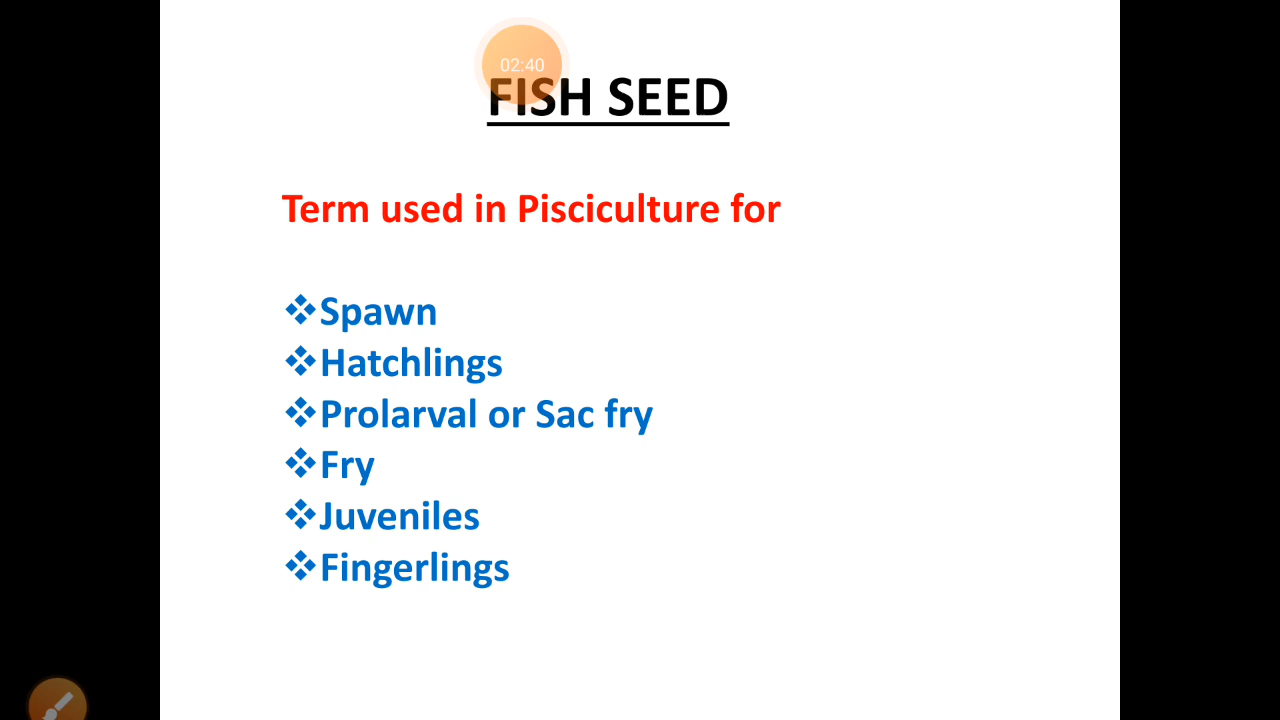 02:40
FISH SEED
Term used in Pisciculture for
❖Spawn
❖Hatchlings
❖Prolarval or Sac fry
❖Fry
❖Juveniles
❖Fingerlings